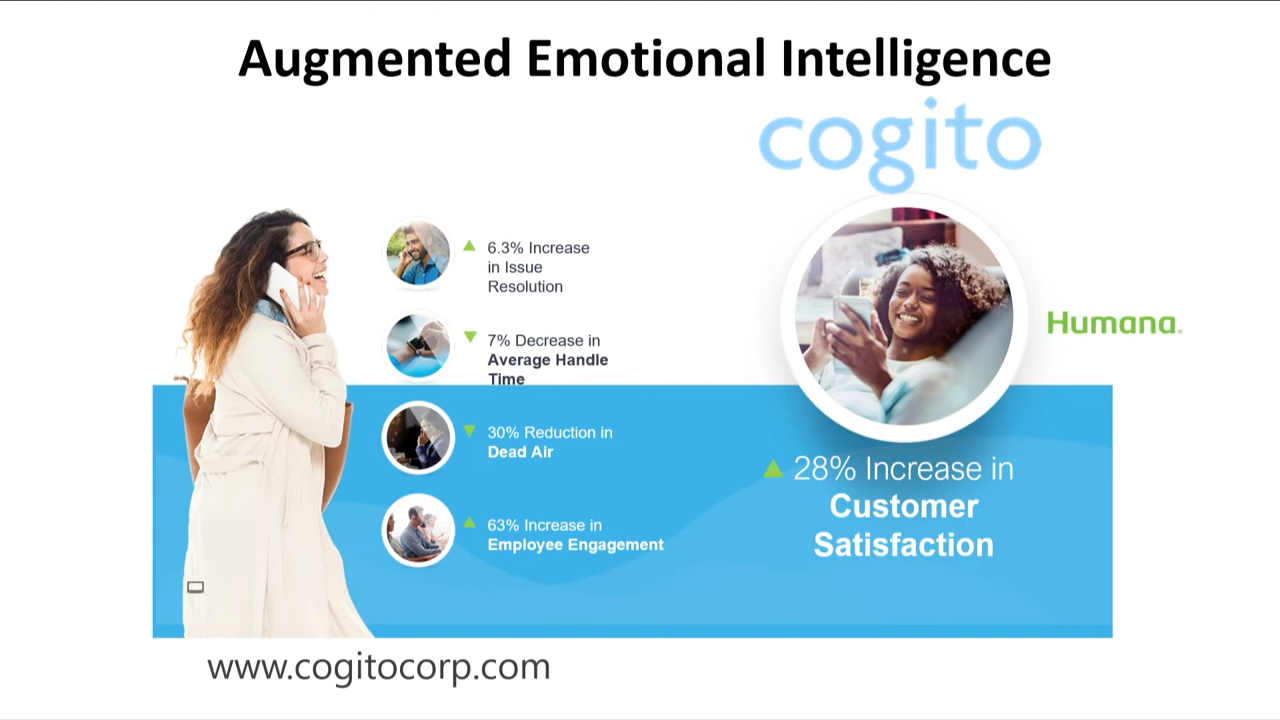 Augmented Emotional Intelligence
cogito
6.3% Increase
in Issue
Resolution
7% Decrease in
Average Handle
Time
30% Reduction in
Dead Air
63% Increase in
Employee Engagement
Humana.
28% Increase in
Customer
Satisfaction
www.cogitocorp.com